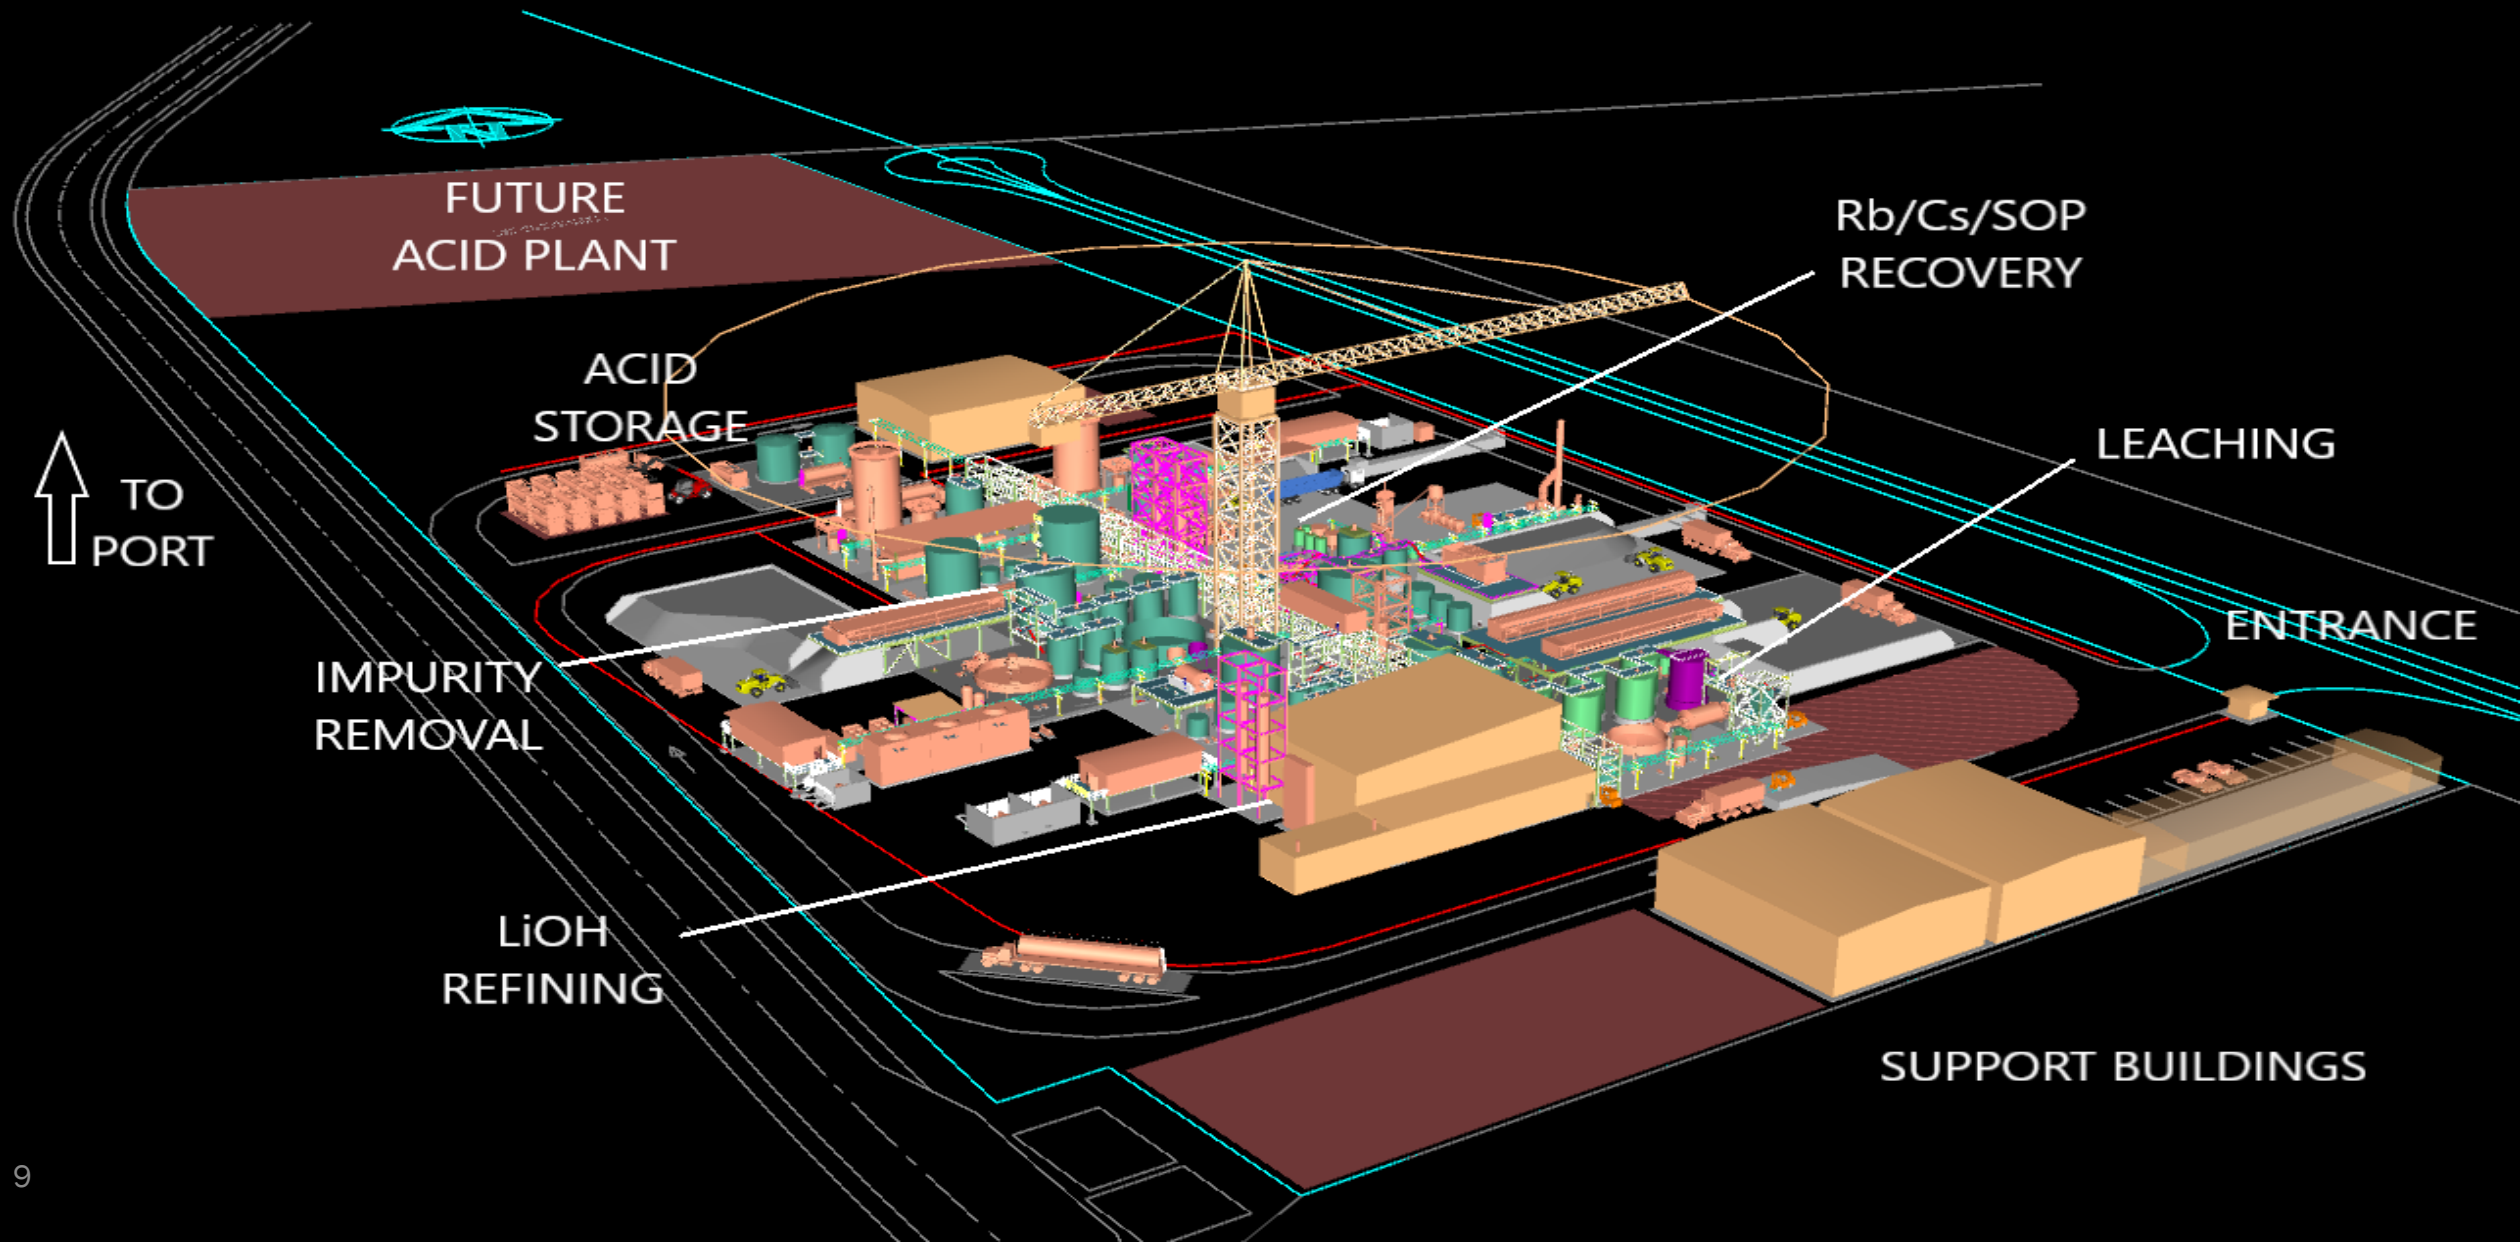 FUTURE
ACID PLANT
Rb/Cs/SOP
RECOVERY
ACID
STORAGE
LEACHING
TO
PORT
ENTRANCE
IMPURITY
REMOVAL
LiOH
REFINING
SUPPORT BUILDINGS
9